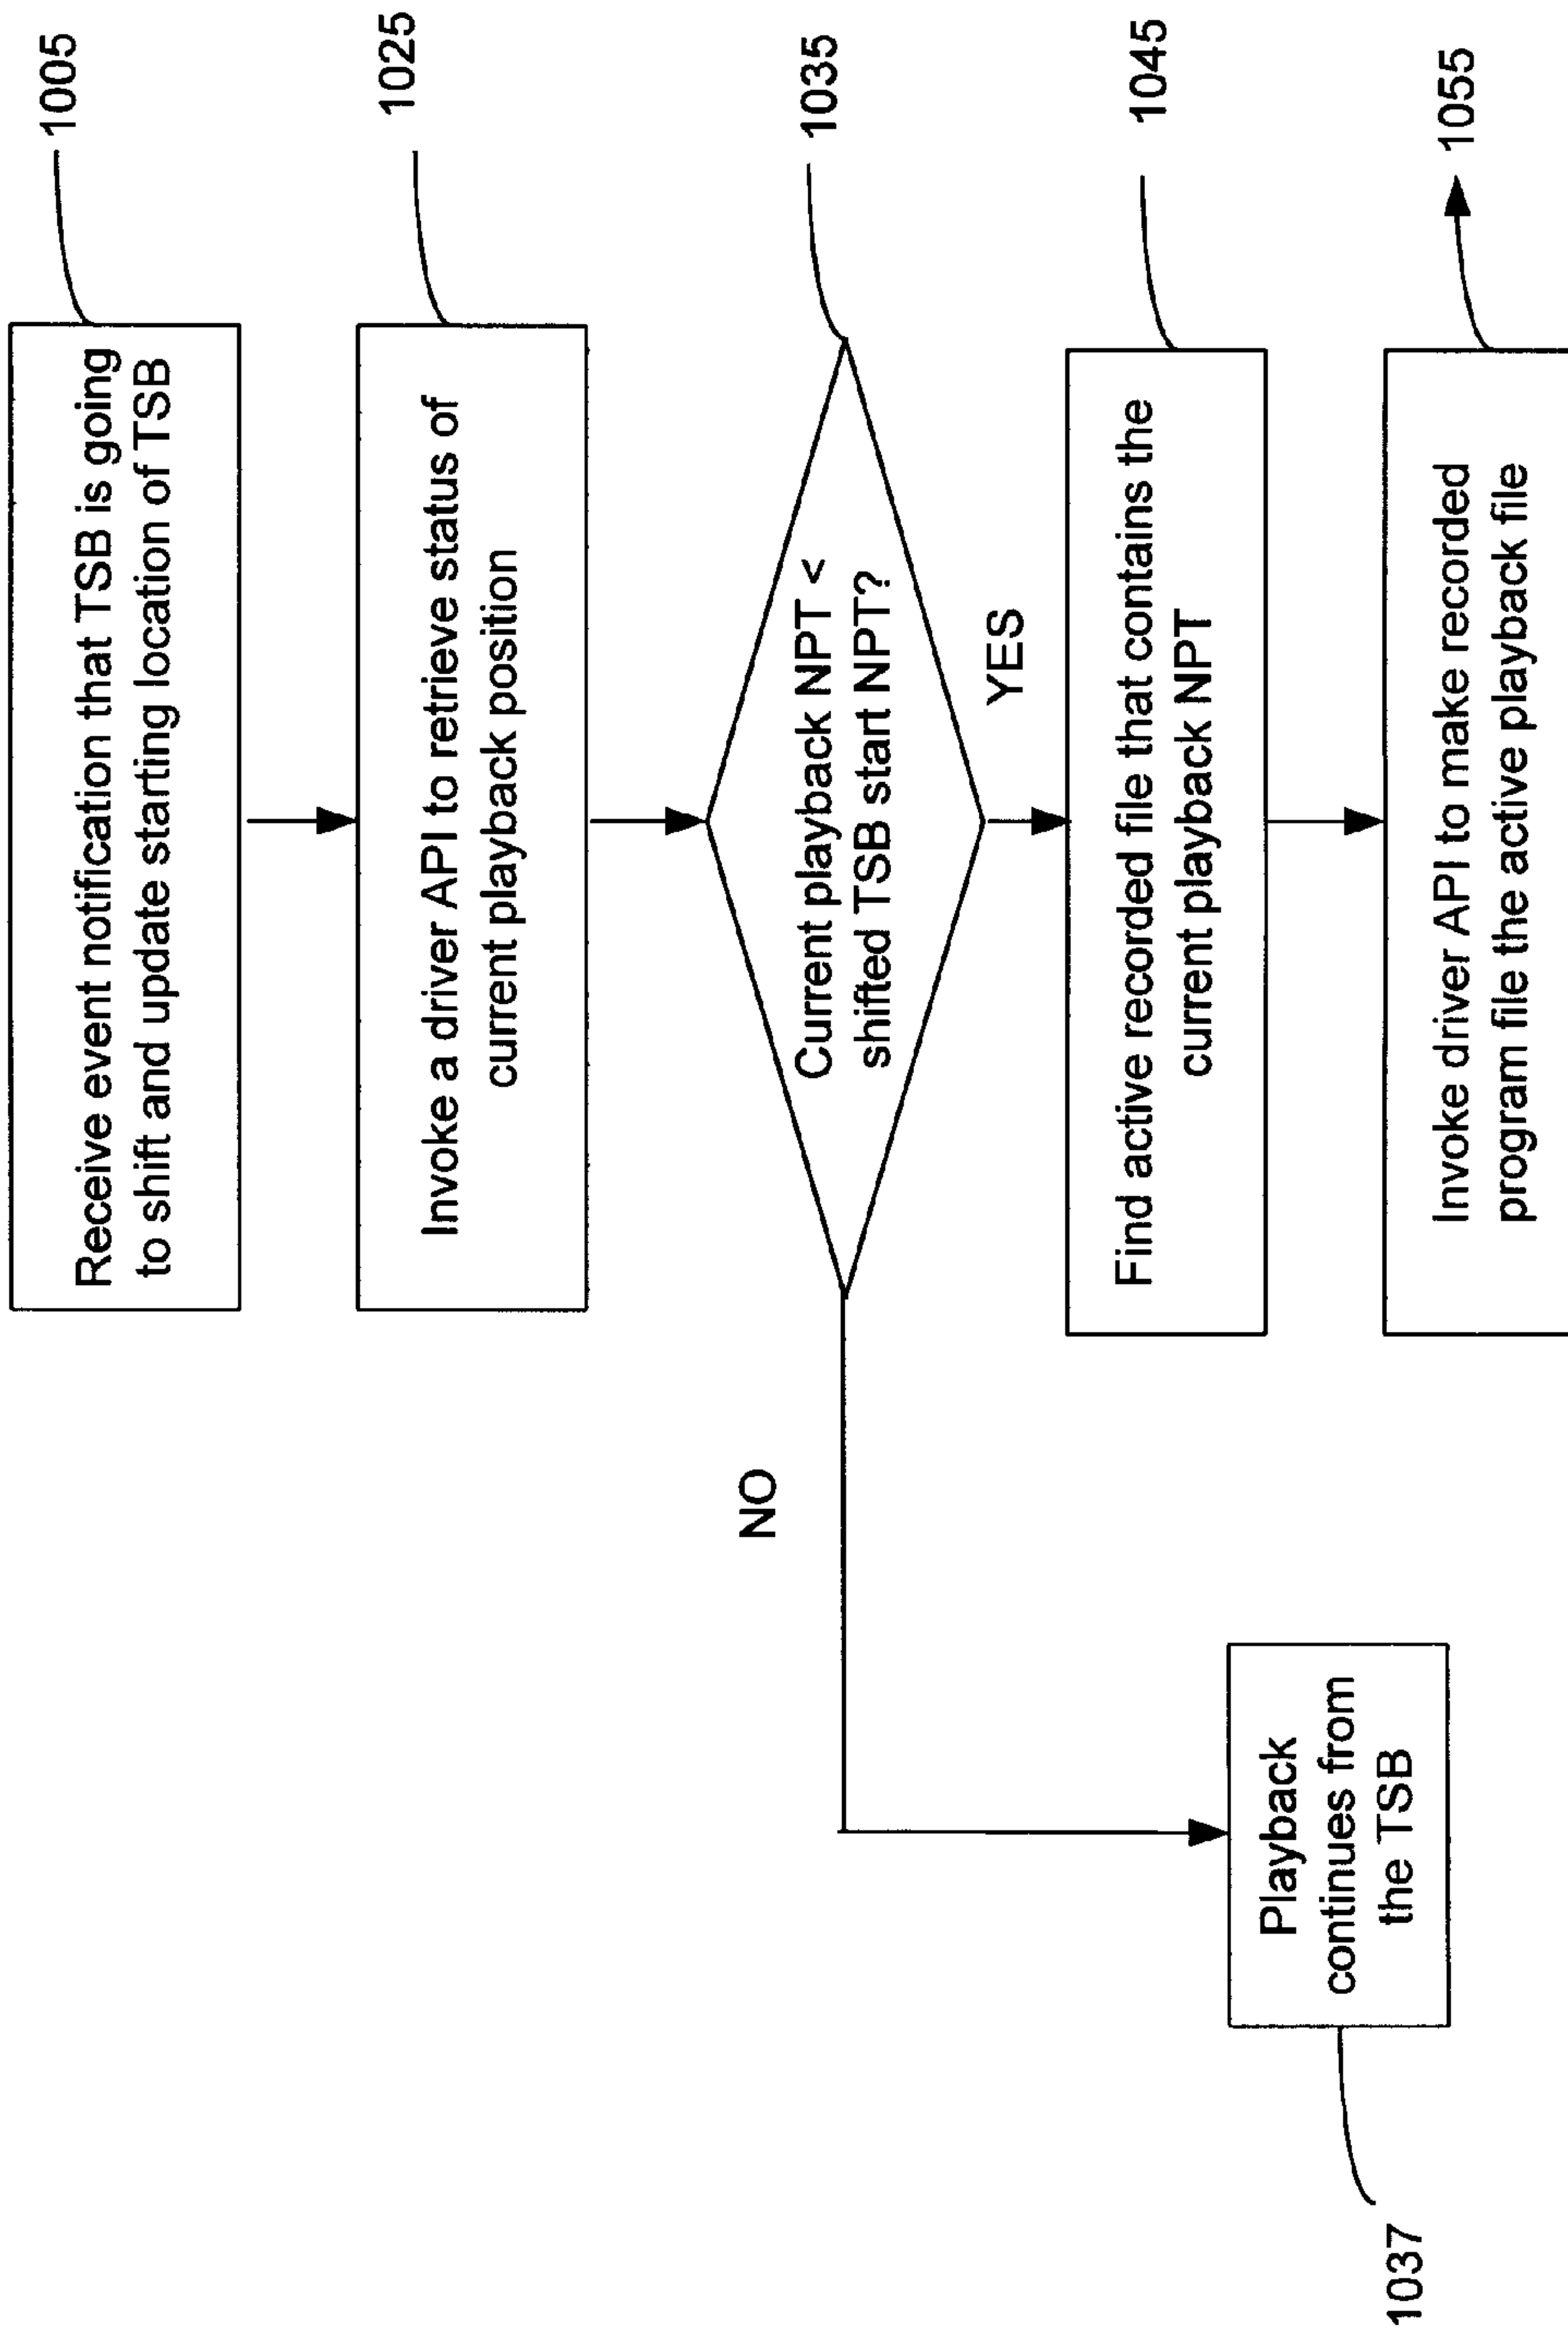 Receive event notification that TSB is going
to shift and update starting location of TSB
1005
Invoke a driver API to retrieve status of
current playback position
1025
Current playback NPT <
shifted TSB start NPT?
1035
NO
YES
Find active recorded file that contains the
current playback NPT
1045
Playback
continues from
the TSB
1037
Invoke driver API to make recorded
program file the active playback file
1055